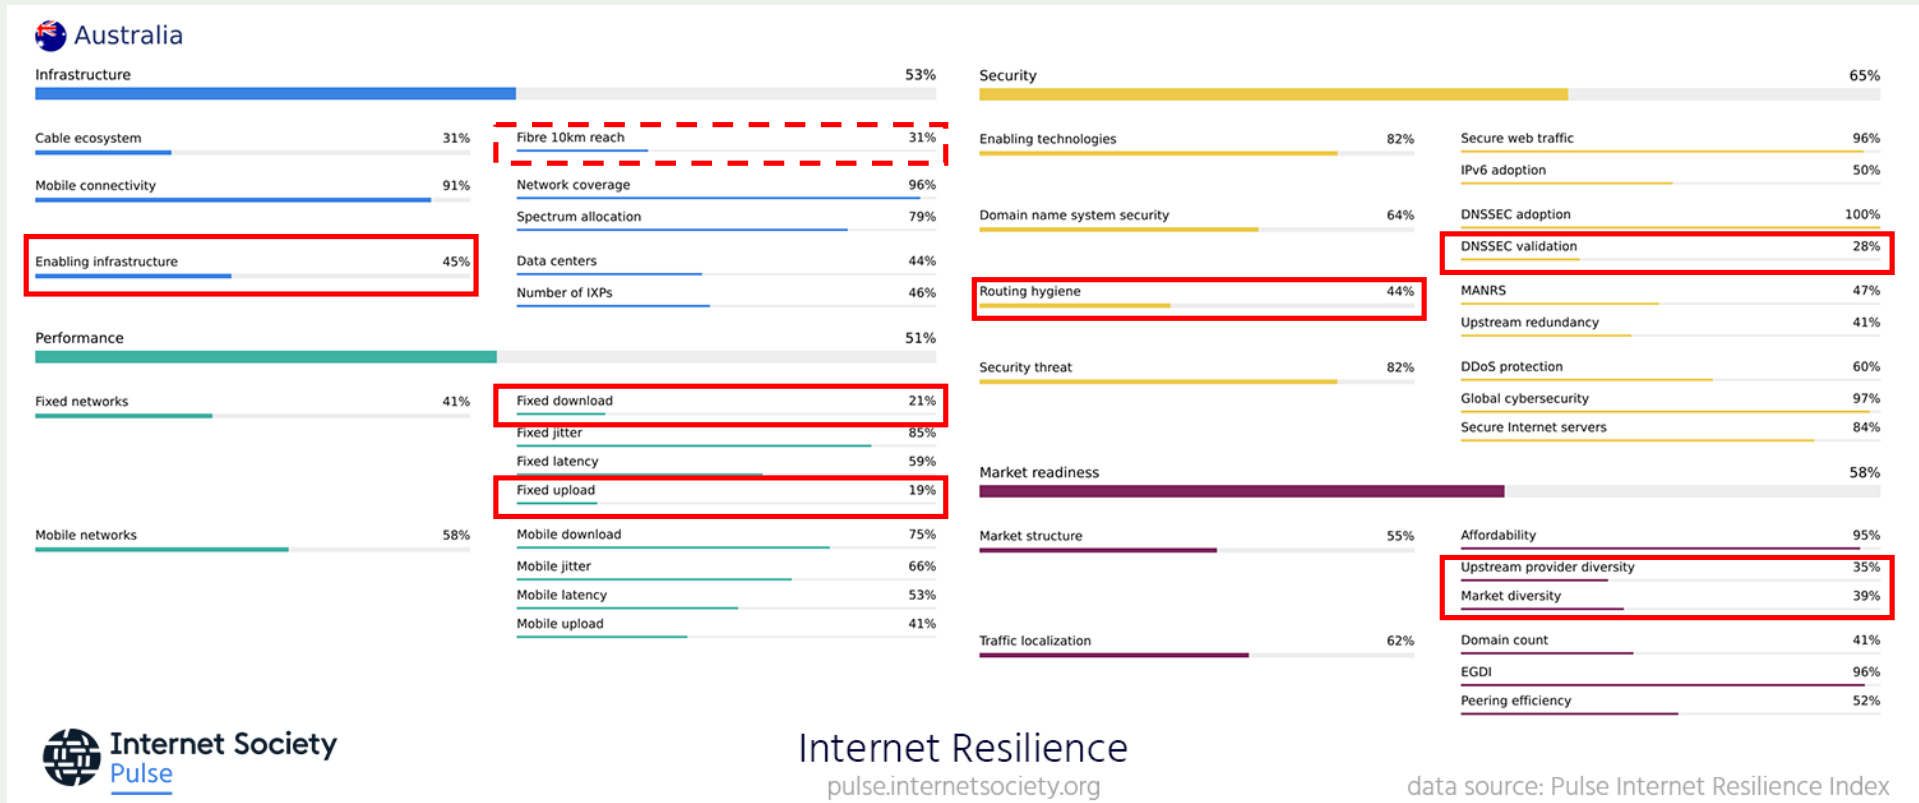 Australia
Infrastructure 53%
Cable ecosystem 31%
Fibre 10km reach 31%
Mobile connectivity 91%
Network coverage 96%
Spectrum allocation 79%
Enabling infrastructure 45%
Data centers 44%
Number of IXPs 46%
Performance 51%
Fixed networks 41%
Fixed download 21%
Fixed jitter 85%
Fixed latency 59%
Fixed upload 19%
Mobile networks 58%
Mobile download 75%
Mobile jitter 66%
Mobile latency 53%
Mobile upload 41%
Security 65%
Enabling technologies 82%
Secure web traffic 96%
IPv6 adoption 50%
Domain name system security 64%
DNSSEC adoption 100%
DNSSEC validation 28%
Routing hygiene 44%
MANRS 47%
Upstream redundancy 41%
Security threat 82%
DDoS protection 60%
Global cybersecurity 97%
Secure Internet servers 84%
Market readiness 58%
Market structure 55%
Affordability 95%
Upstream provider diversity 35%
Market diversity 39%
Traffic localization 62%
Domain count 41%
EGDI 96%
Peering efficiency 52%
Internet Society
Pulse
Internet Resilience
pulse.internetsociety.org
data source: Pulse Internet Resilience Index